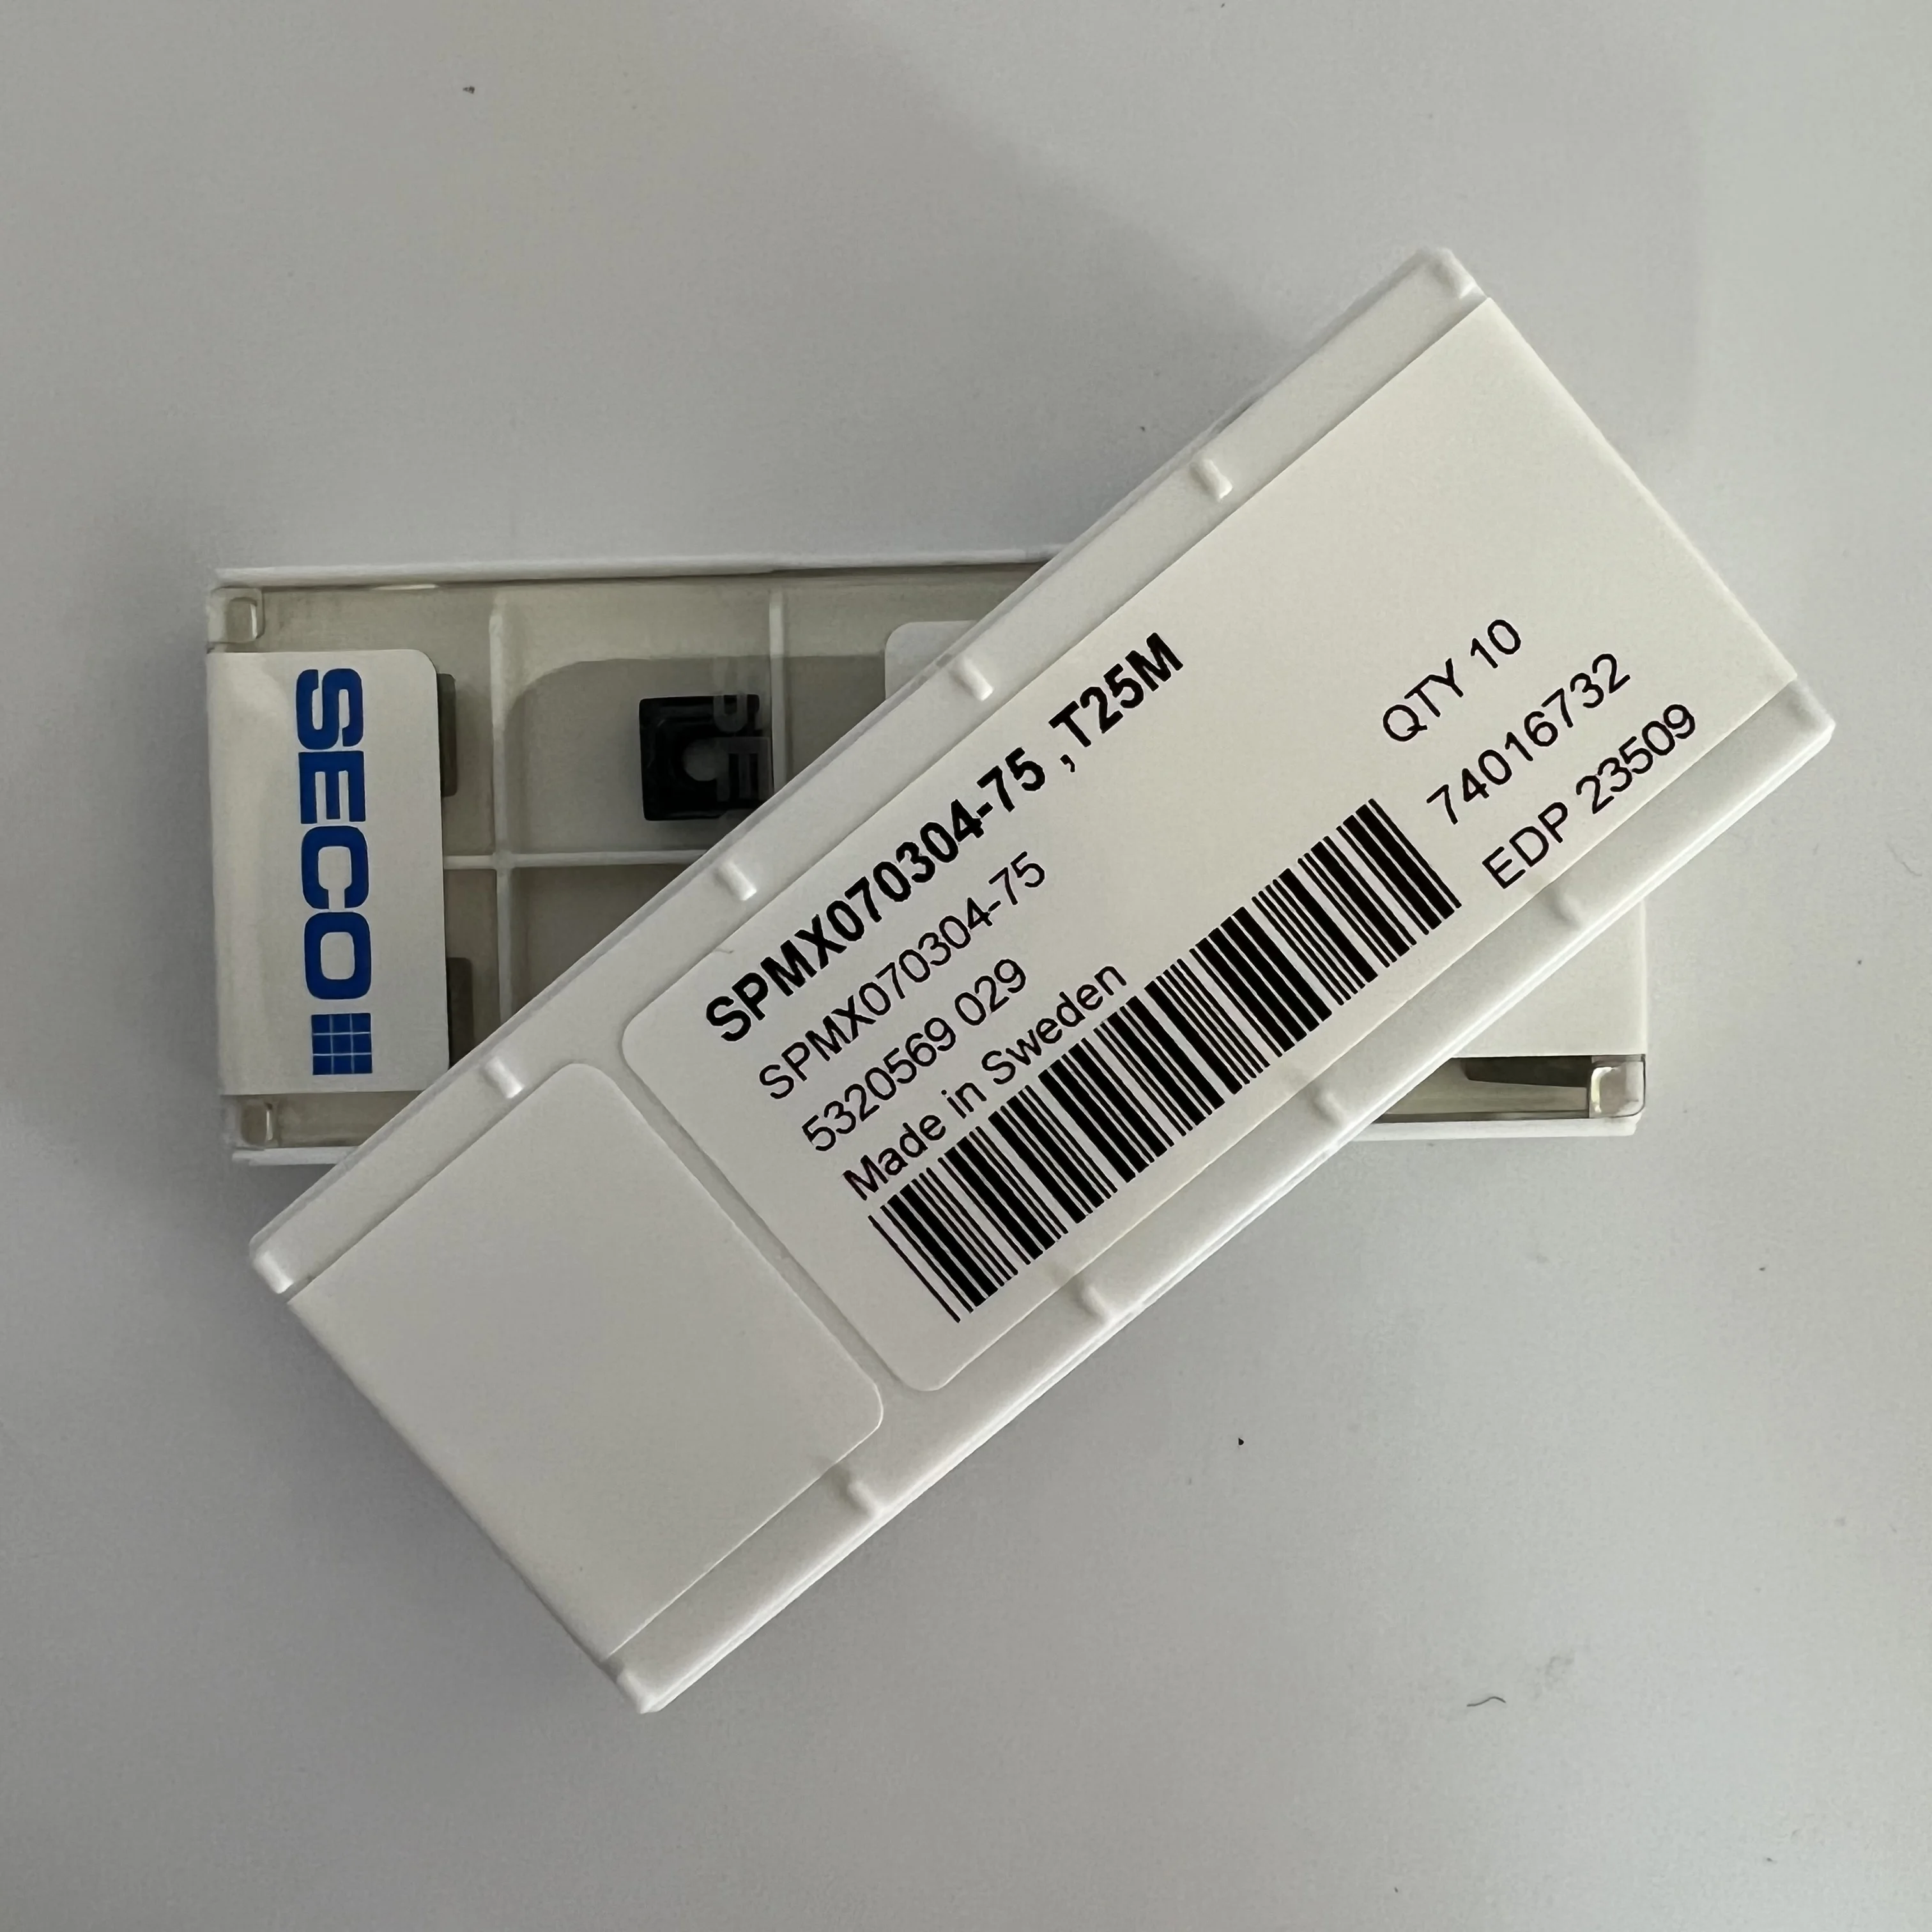 SECO
SPMX070304-75 ,T25M
SPMX070304-75
5320569 029
Made in Sweden
QTY 10
74016732
EDP 23509